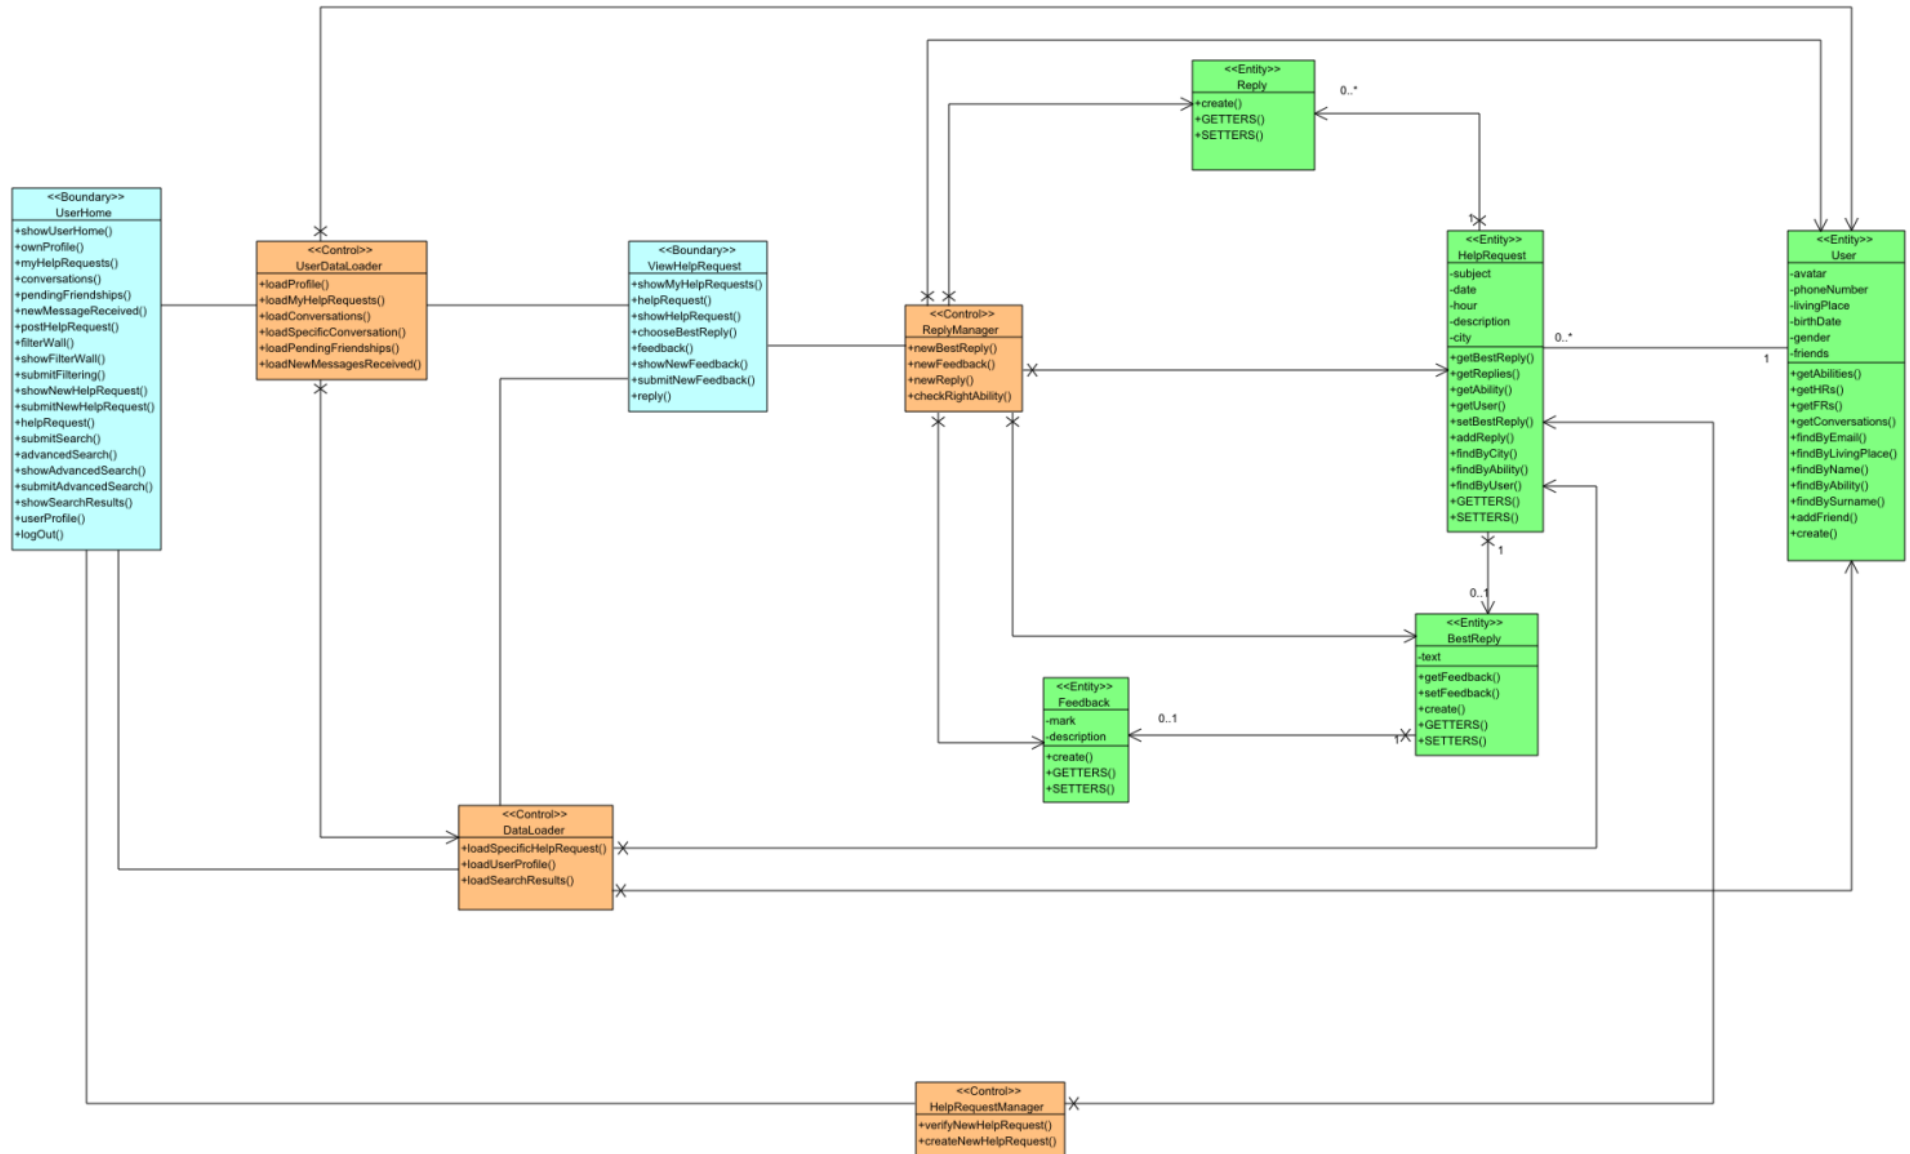 <<Entity>>
Reply
+create()
+GETTERS()
+SETTERS()
0..*
1
<<Boundary>>
UserHome
+showUserHome()
+ownProfile()
+myHelpRequests()
+conversations()
+pendingFriendships()
+newMessageReceived()
+postHelpRequest()
+filterWall()
+showFilterWall()
+submitFiltering()
+showNewHelpRequest()
+submitNewHelpRequest()
+helpRequest()
+submitSearch()
+advancedSearch()
+showAdvancedSearch()
+submitAdvancedSearch()
+showSearchResults()
+userProfile()
+logOut()
<<Control>>
UserDataLoader
+loadProfile()
+loadMyHelpRequests()
+loadConversations()
+loadSpecificConversation()
+loadPendingFriendships()
+loadNewMessagesReceived()
<<Boundary>>
ViewHelpRequest
+showMyHelpRequests()
+helpRequest()
+showHelpRequest()
+chooseBestReply()
+feedback()
+showNewFeedback()
+submitNewFeedback()
+reply()
<<Control>>
ReplyManager
+newBestReply()
+newFeedback()
+newReply()
+checkRightAbility()
<<Entity>>
HelpRequest
-subject
-date
-hour
-description
-city
+getBestReply()
+getReplies()
+getAbility()
+getUser()
+setBestReply()
+addReply()
+findByCity()
+findByAbility()
+findByUser()
+GETTERS()
+SETTERS()
0..*
1
<<Entity>>
User
-avatar
-phoneNumber
-livingPlace
-birthDate
-gender
-friends
+getAbilities()
+getHRs()
+getFRs()
+getConversations()
+findByEmail()
+findByLivingPlace()
+findByName()
+findByAbility()
+findBySurname()
+addFriend()
+create()
1
0..1
<<Entity>>
BestReply
-text
+getFeedback()
+setFeedback()
+create()
+GETTERS()
+SETTERS()
<<Entity>>
Feedback
-mark
-description
+create()
+GETTERS()
+SETTERS()
0..1
1
<<Control>>
DataLoader
+loadSpecificHelpRequest()
+loadUserProfile()
+loadSearchResults()
<<Control>>
HelpRequestManager
+verifyNewHelpRequest()
+createNewHelpRequest()